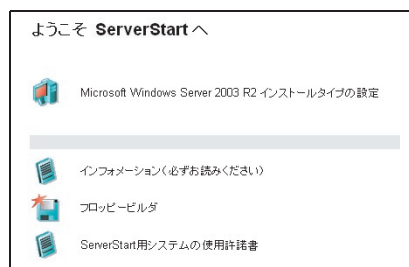 ようこそ ServerStart へ
Microsoft Windows Server 2003 R2 インストールタイプの設定
インフォメーション(必ずお読みください)
フロッピービルダ
ServerStart用システムの使用許諾書